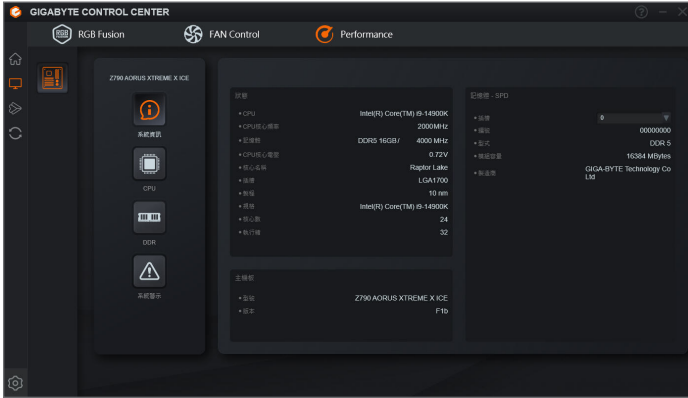 GIGABYTE CONTROL CENTER
RGB Fusion
FAN Control
Performance
Z790 AORUS XTREME X ICE
系統資訊
CPU
DDR
系統警示
狀態
CPU Intel(R) Core(TM) i9-14900K
CPU核心頻率 2000MHz
記憶體 DDR5 16GB / 4000 MHz
CPU核心電壓 0.72V
核心名稱 Raptor Lake
插槽 LGA1700
製程 10 nm
規格 Intel(R) Core(TM) i9-14900K
核心數 24
執行緒 32
主機板
型號 Z790 AORUS XTREME X ICE
版本 F1b
記憶體 - SPD
插槽 0
編號 00000000
型式 DDR 5
模組容量 16384 MBytes
製造商 GIGA-BYTE Technology Co
Ltd